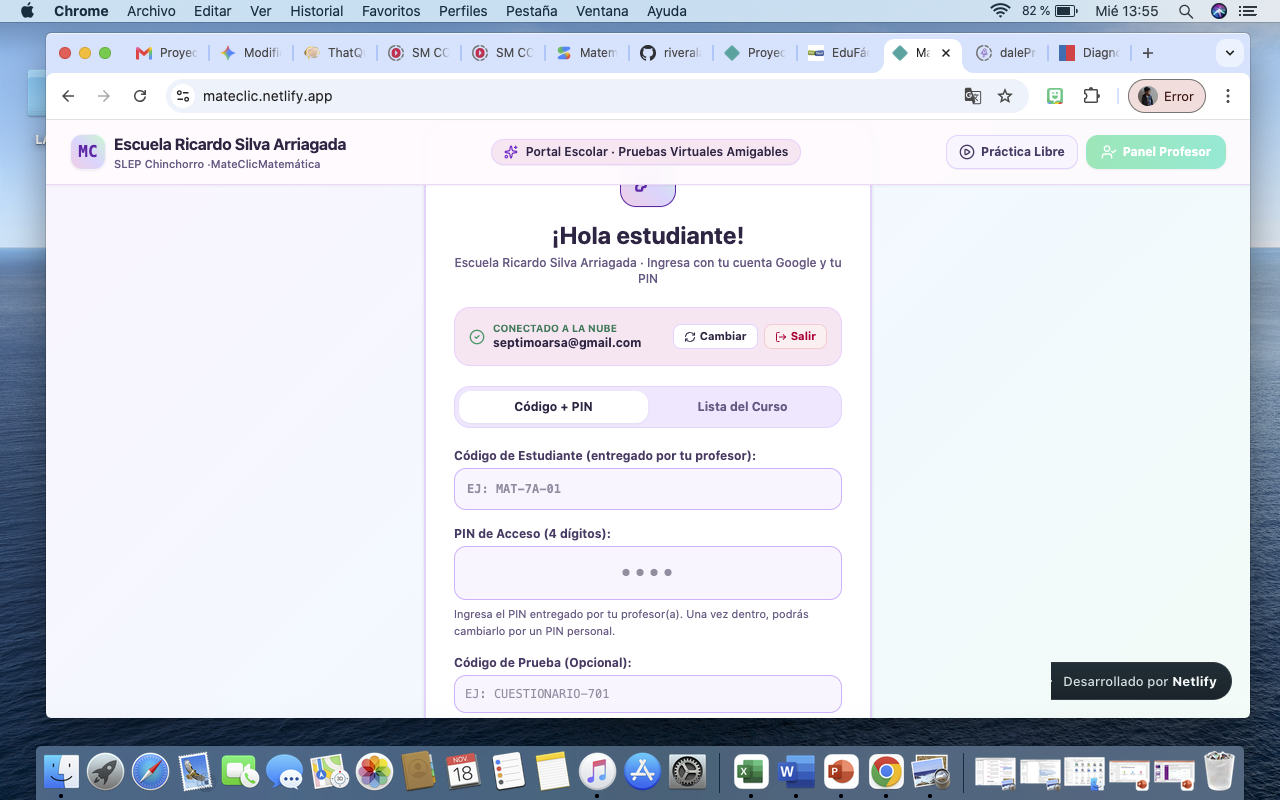 Chrome Archivo Editar Ver Historial Favoritos Perfiles Pestaña Ventana Ayuda 82 % Mié 13:55
Proyec Modifi ThatQ SM CC SM CC Matem rivera Proyec EduFá Ma dalePr Diagn
mateclic.netlify.app Error
MC
Escuela Ricardo Silva Arriagada
SLEP Chinchorro ·MateClicMatemática
Portal Escolar · Pruebas Virtuales Amigables
Práctica Libre
Panel Profesor
¡Hola estudiante!
Escuela Ricardo Silva Arriagada · Ingresa con tu cuenta Google y tu
PIN
CONECTADO A LA NUBE
septimoarsa@gmail.com
Cambiar
Salir
Código + PIN
Lista del Curso
Código de Estudiante (entregado por tu profesor):
EJ: MAT-7A-01
PIN de Acceso (4 dígitos):
Ingresa el PIN entregado por tu profesor(a). Una vez dentro, podrás
cambiarlo por un PIN personal.
Código de Prueba (Opcional):
EJ: CUESTIONARIO-701
Desarrollado por Netlify
NOV.
18